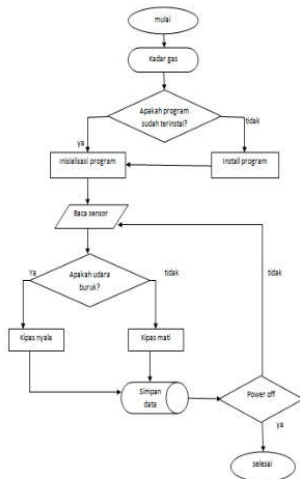 mulai
Kadar gas
Apakah program
sudah terinstal?
ya
tidak
Inisialisasi program
Install program
Baca sensor
Ya
Apakah udara
buruk?
tidak
tidak
Kipas nyala
Kipas mati
Simpan
data
Power off
ya
selesai